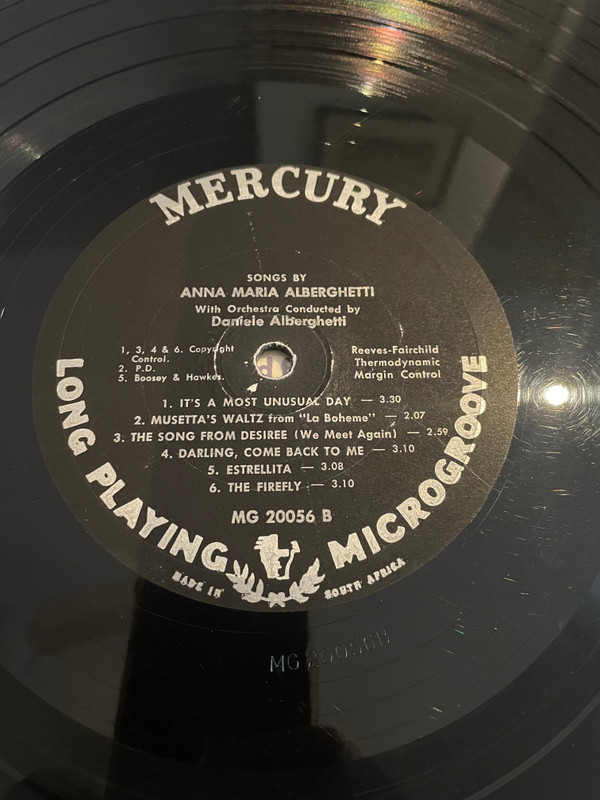 MERCURY
SONGS BY
ANNA MARIA ALBERGHETTI
With Orchestra Conducted by
Daniele Alberghetti
1, 3, 4 & 6. Copyright
Control.
2. P.D.
5. Boosey & Hawkes.
Reeves-Fairchild
Thermodynamic
Margin Control
1. IT'S A MOST UNUSUAL DAY — 3.30
2. MUSETTA'S WALTZ from "La Boheme" — 2.07
3. THE SONG FROM DESIREE (We Meet Again) — 2.59
4. DARLING, COME BACK TO ME — 3.10
5. ESTRELLITA — 3.08
6. THE FIREFLY — 3.10
MG 20056 B
LONG PLAYING MICROGROOVE
MADE IN SOUTH AFRICA
MG20056B